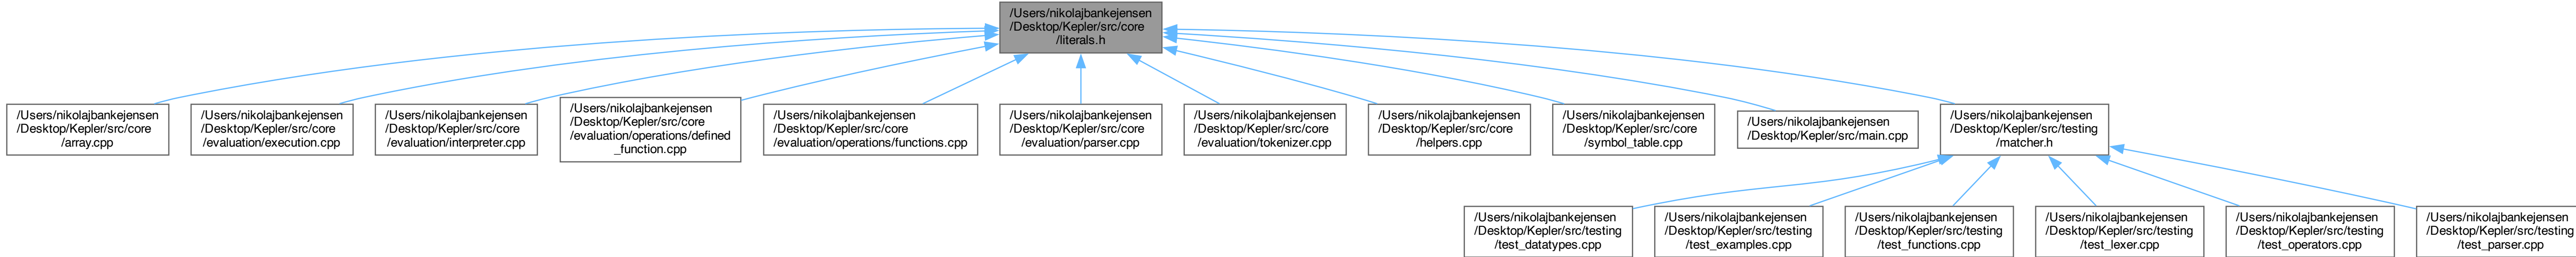 /Users/nikolajbankejensen
/Desktop/Kepler/src/core
/literals.h
/Users/nikolajbankejensen
/Desktop/Kepler/src/core
/array.cpp
/Users/nikolajbankejensen
/Desktop/Kepler/src/core
/evaluation/execution.cpp
/Users/nikolajbankejensen
/Desktop/Kepler/src/core
/evaluation/interpreter.cpp
/Users/nikolajbankejensen
/Desktop/Kepler/src/core
/evaluation/operations/defined
_function.cpp
/Users/nikolajbankejensen
/Desktop/Kepler/src/core
/evaluation/operations/functions.cpp
/Users/nikolajbankejensen
/Desktop/Kepler/src/core
/evaluation/parser.cpp
/Users/nikolajbankejensen
/Desktop/Kepler/src/core
/evaluation/tokenizer.cpp
/Users/nikolajbankejensen
/Desktop/Kepler/src/core
/helpers.cpp
/Users/nikolajbankejensen
/Desktop/Kepler/src/core
/symbol_table.cpp
/Users/nikolajbankejensen
/Desktop/Kepler/src/main.cpp
/Users/nikolajbankejensen
/Desktop/Kepler/src/testing
/matcher.h
/Users/nikolajbankejensen
/Desktop/Kepler/src/testing
/test_datatypes.cpp
/Users/nikolajbankejensen
/Desktop/Kepler/src/testing
/test_examples.cpp
/Users/nikolajbankejensen
/Desktop/Kepler/src/testing
/test_functions.cpp
/Users/nikolajbankejensen
/Desktop/Kepler/src/testing
/test_lexer.cpp
/Users/nikolajbankejensen
/Desktop/Kepler/src/testing
/test_operators.cpp
/Users/nikolajbankejensen
/Desktop/Kepler/src/testing
/test_parser.cpp